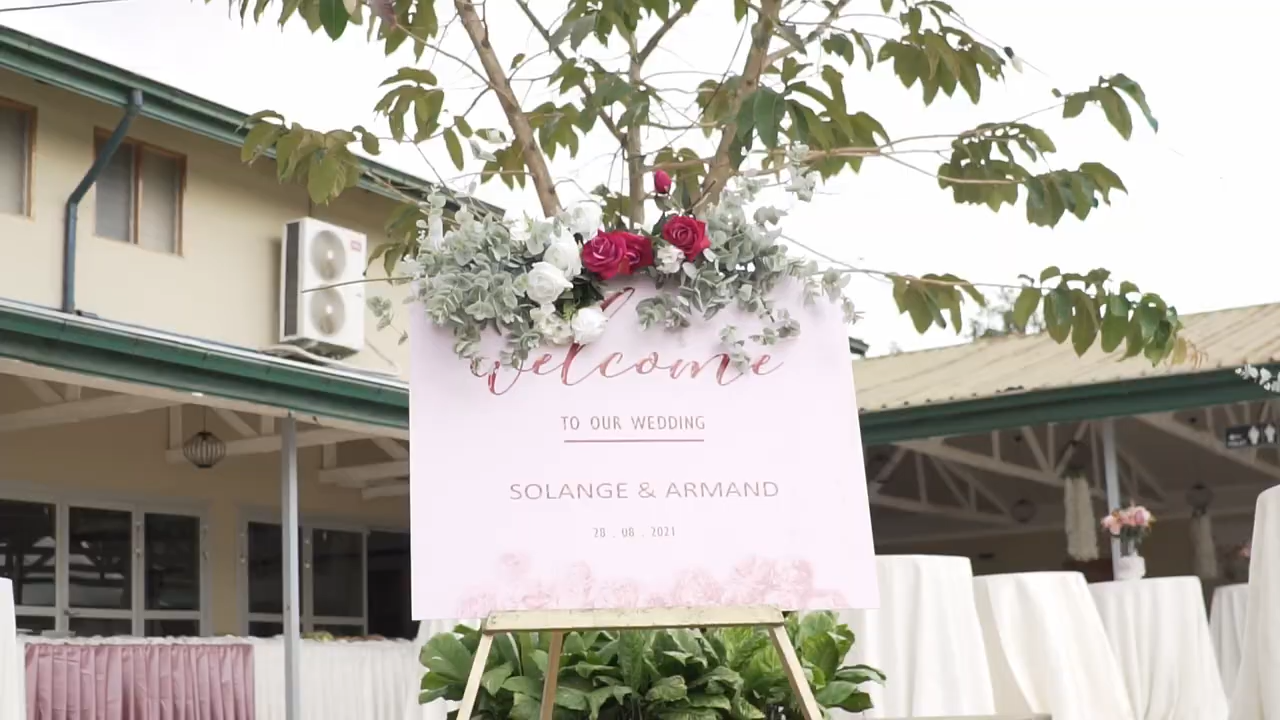 welcome
TO OUR WEDDING
SOLANGE & ARMAND
28 . 08 . 2021